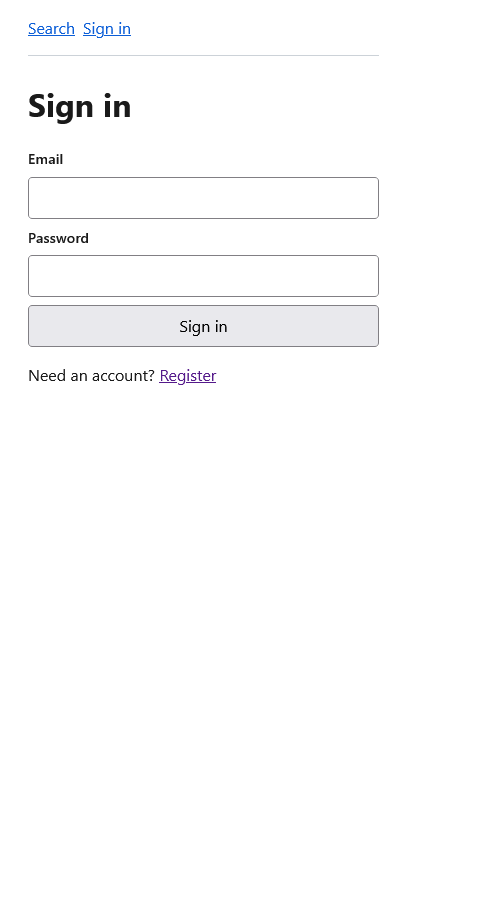 Search Sign in
Sign in
Email
Password
Sign in
Need an account? Register